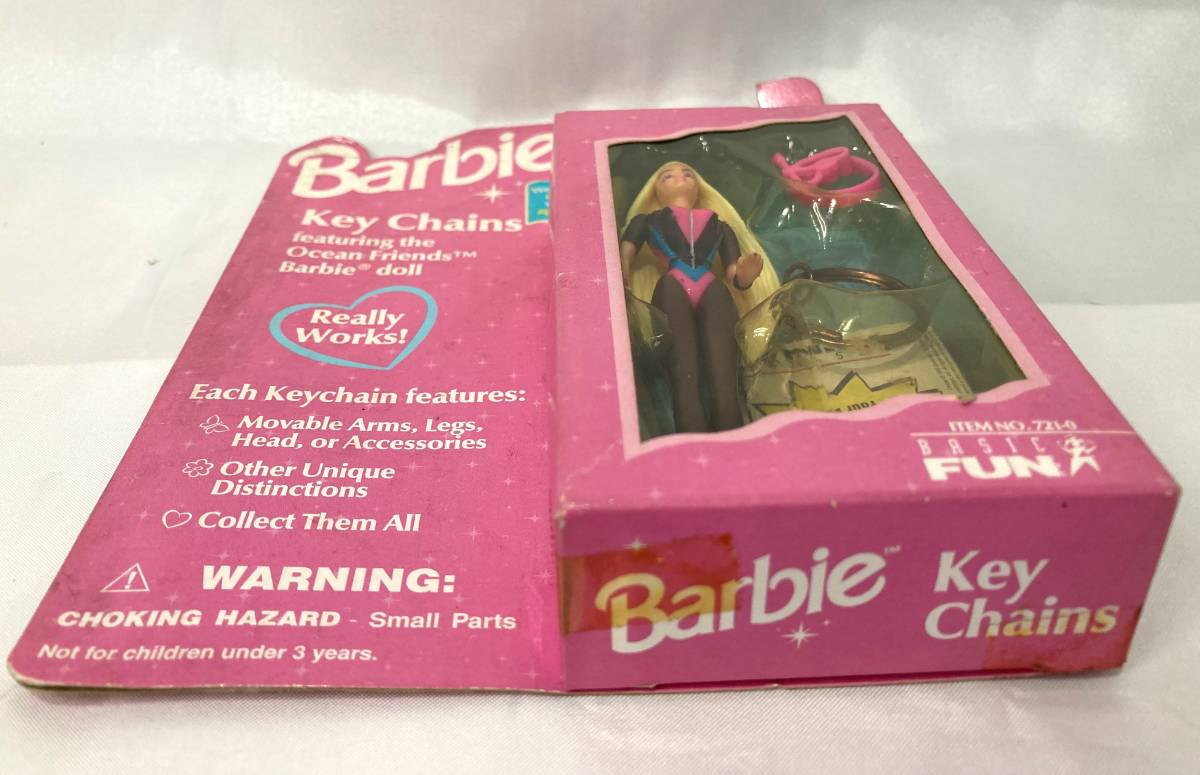 Barbie
Key Chains
featuring the
Ocean Friends™
Barbie® doll
Really
Works!
Each Keychain features:
Movable Arms, Legs,
Head, or Accessories
Other Unique
Distinctions
Collect Them All
WARNING:
CHOKING HAZARD - Small Parts
Not for children under 3 years.
ITEM NO. 721-0
BASIC
FUN
Barbie™
Key
Chains